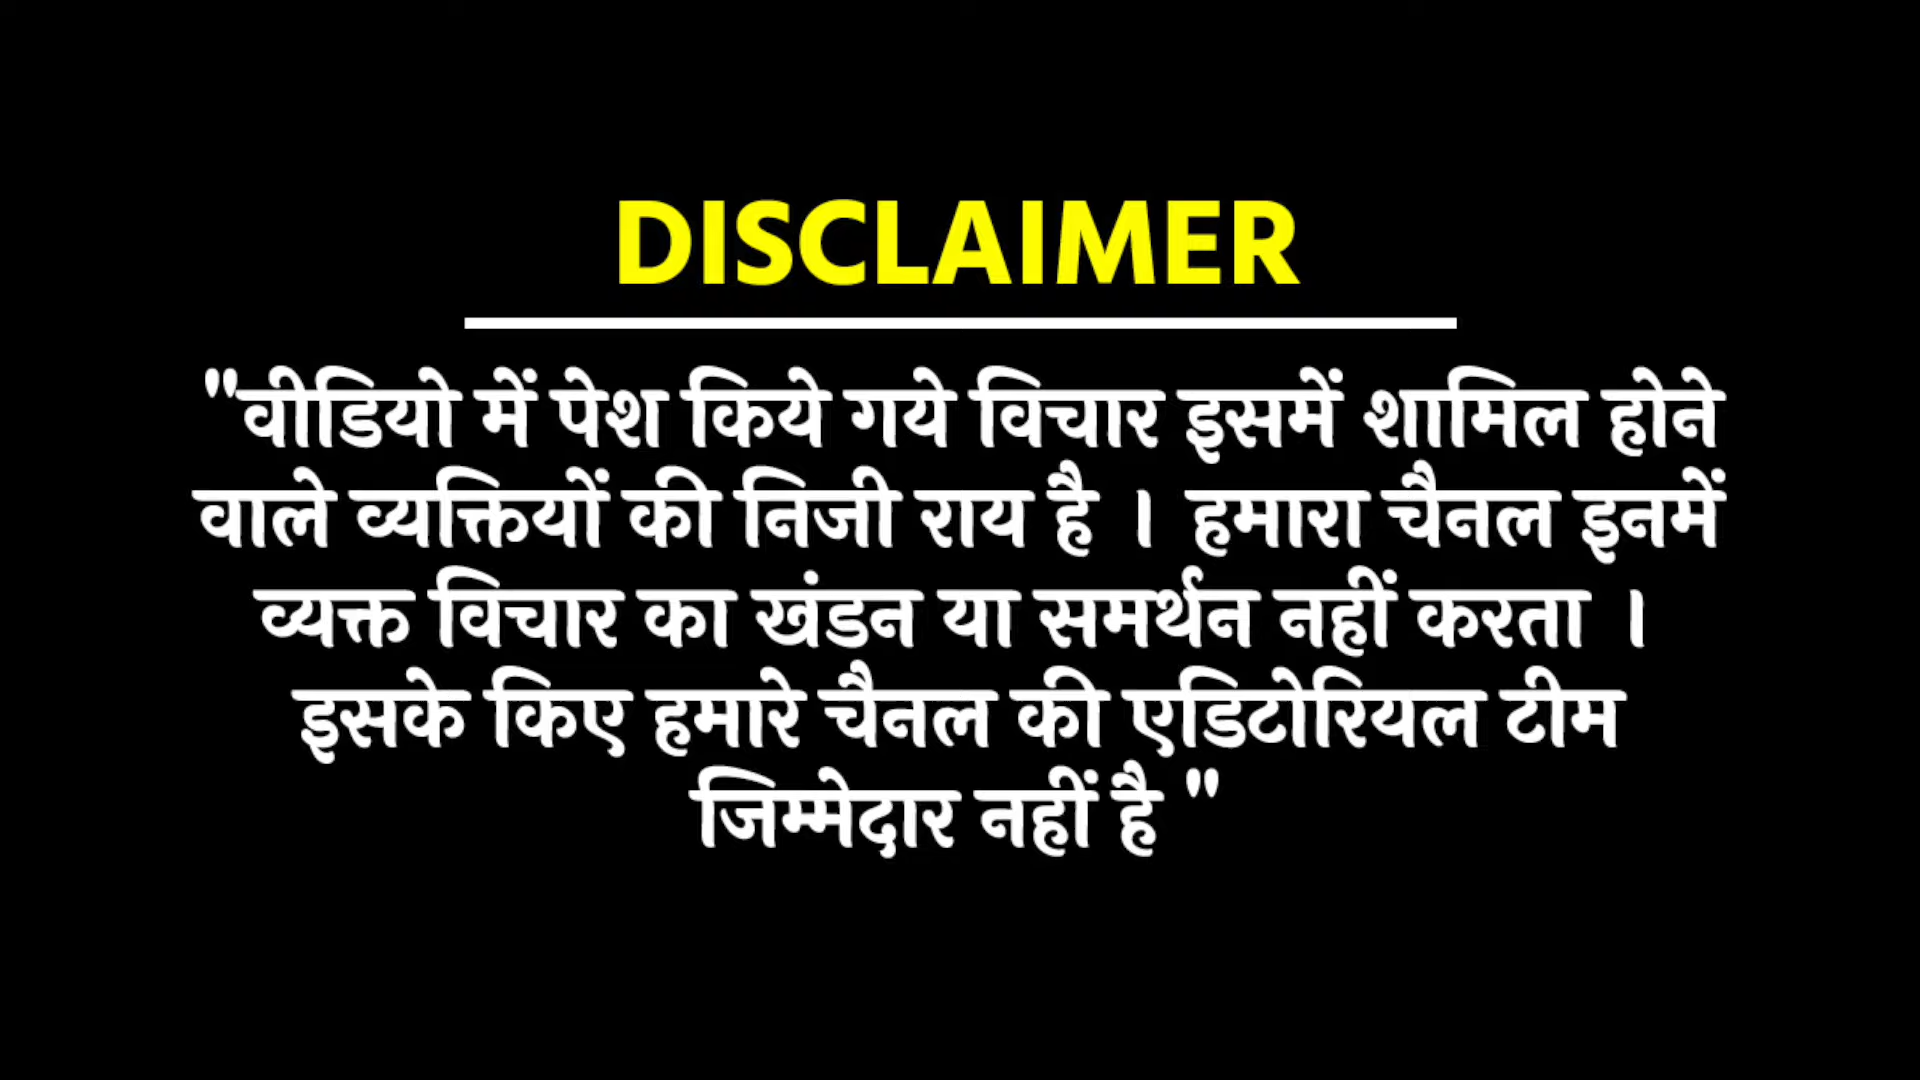 DISCLAIMER
"वीडियो में पेश किये गये विचार इसमें शामिल होने
वाले व्यक्तियों की निजी राय है । हमारा चैनल इनमें
व्यक्त विचार का खंडन या समर्थन नहीं करता ।
इसके किए हमारे चैनल की एडिटोरियल टीम
जिम्मेदार नहीं है "